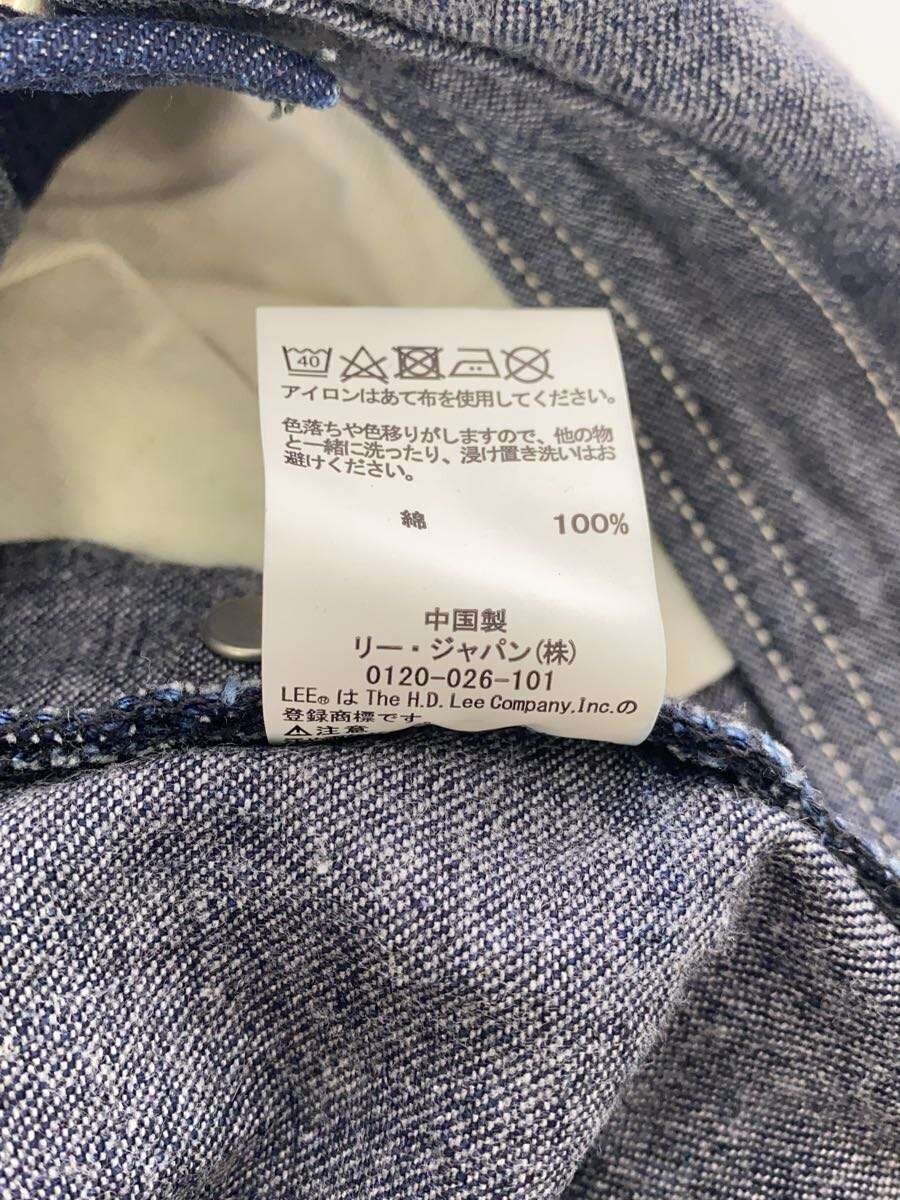 40
アイロンはあて布を使用してください。
色落ちや色移りがしますので、他の物
と一緒に洗ったり、浸け置き洗いはお
避けください。
綿 100%
中国製
リー・ジャパン(株)
0120-026-101
LEE® は The H.D. Lee Company,Inc.の
登録商標です
⚠注意